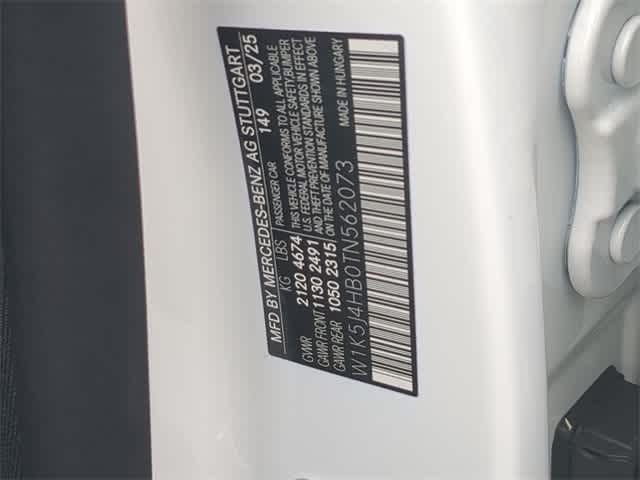 MFD BY MERCEDES-BENZ AG STUTTGART
149 03/25
KG LBS PASSENGER CAR
GVWR 2120 4674
GAWR FRONT 1130 2491
GAWR REAR 1050 2315
THIS VEHICLE CONFORMS TO ALL APPLICABLE
U.S. FEDERAL MOTOR VEHICLE SAFETY,BUMPER
AND THEFT PREVENTION STANDARDS IN EFFECT
ON THE DATE OF MANUFACTURE SHOWN ABOVE
W1K5J4HB0TN562073 MADE IN HUNGARY